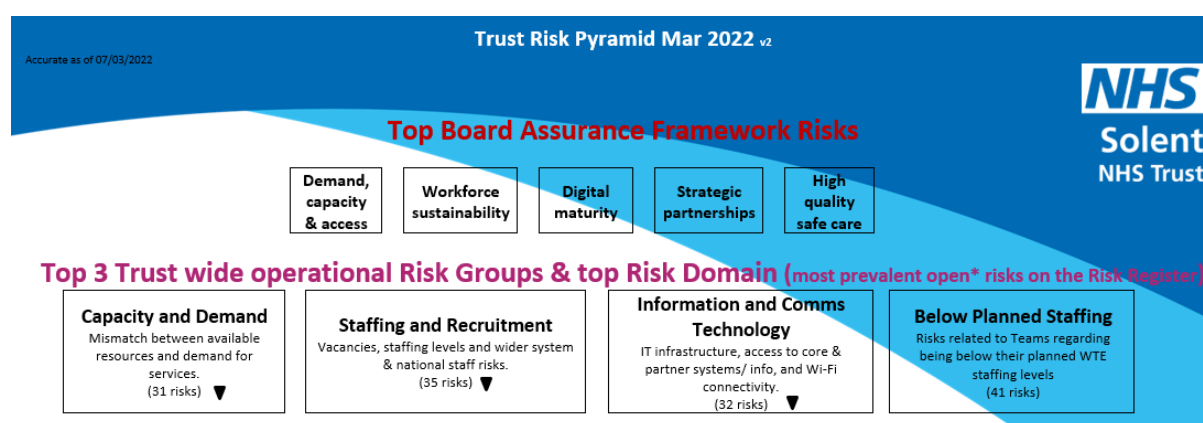 Trust Risk Pyramid Mar 2022 v2
Accurate as of 07/03/2022
NHS
Solent
NHS Trust
Top Board Assurance Framework Risks
Demand,
capacity
& access
Workforce
sustainability
Digital
maturity
Strategic
partnerships
High
quality
safe care
Top 3 Trust wide operational Risk Groups & top Risk Domain (most prevalent open* risks on the Risk Register)
Capacity and Demand
Mismatch between available
resources and demand for
services.
(31 risks) ▼
Staffing and Recruitment
Vacancies, staffing levels and wider system
& national staff risks.
(35 risks) ▼
Information and Comms
Technology
IT infrastructure, access to core &
partner systems/ info, and Wi-Fi
connectivity.
(32 risks) ▼
Below Planned Staffing
Risks related to Teams regarding
being below their planned WTE
staffing levels
(41 risks)